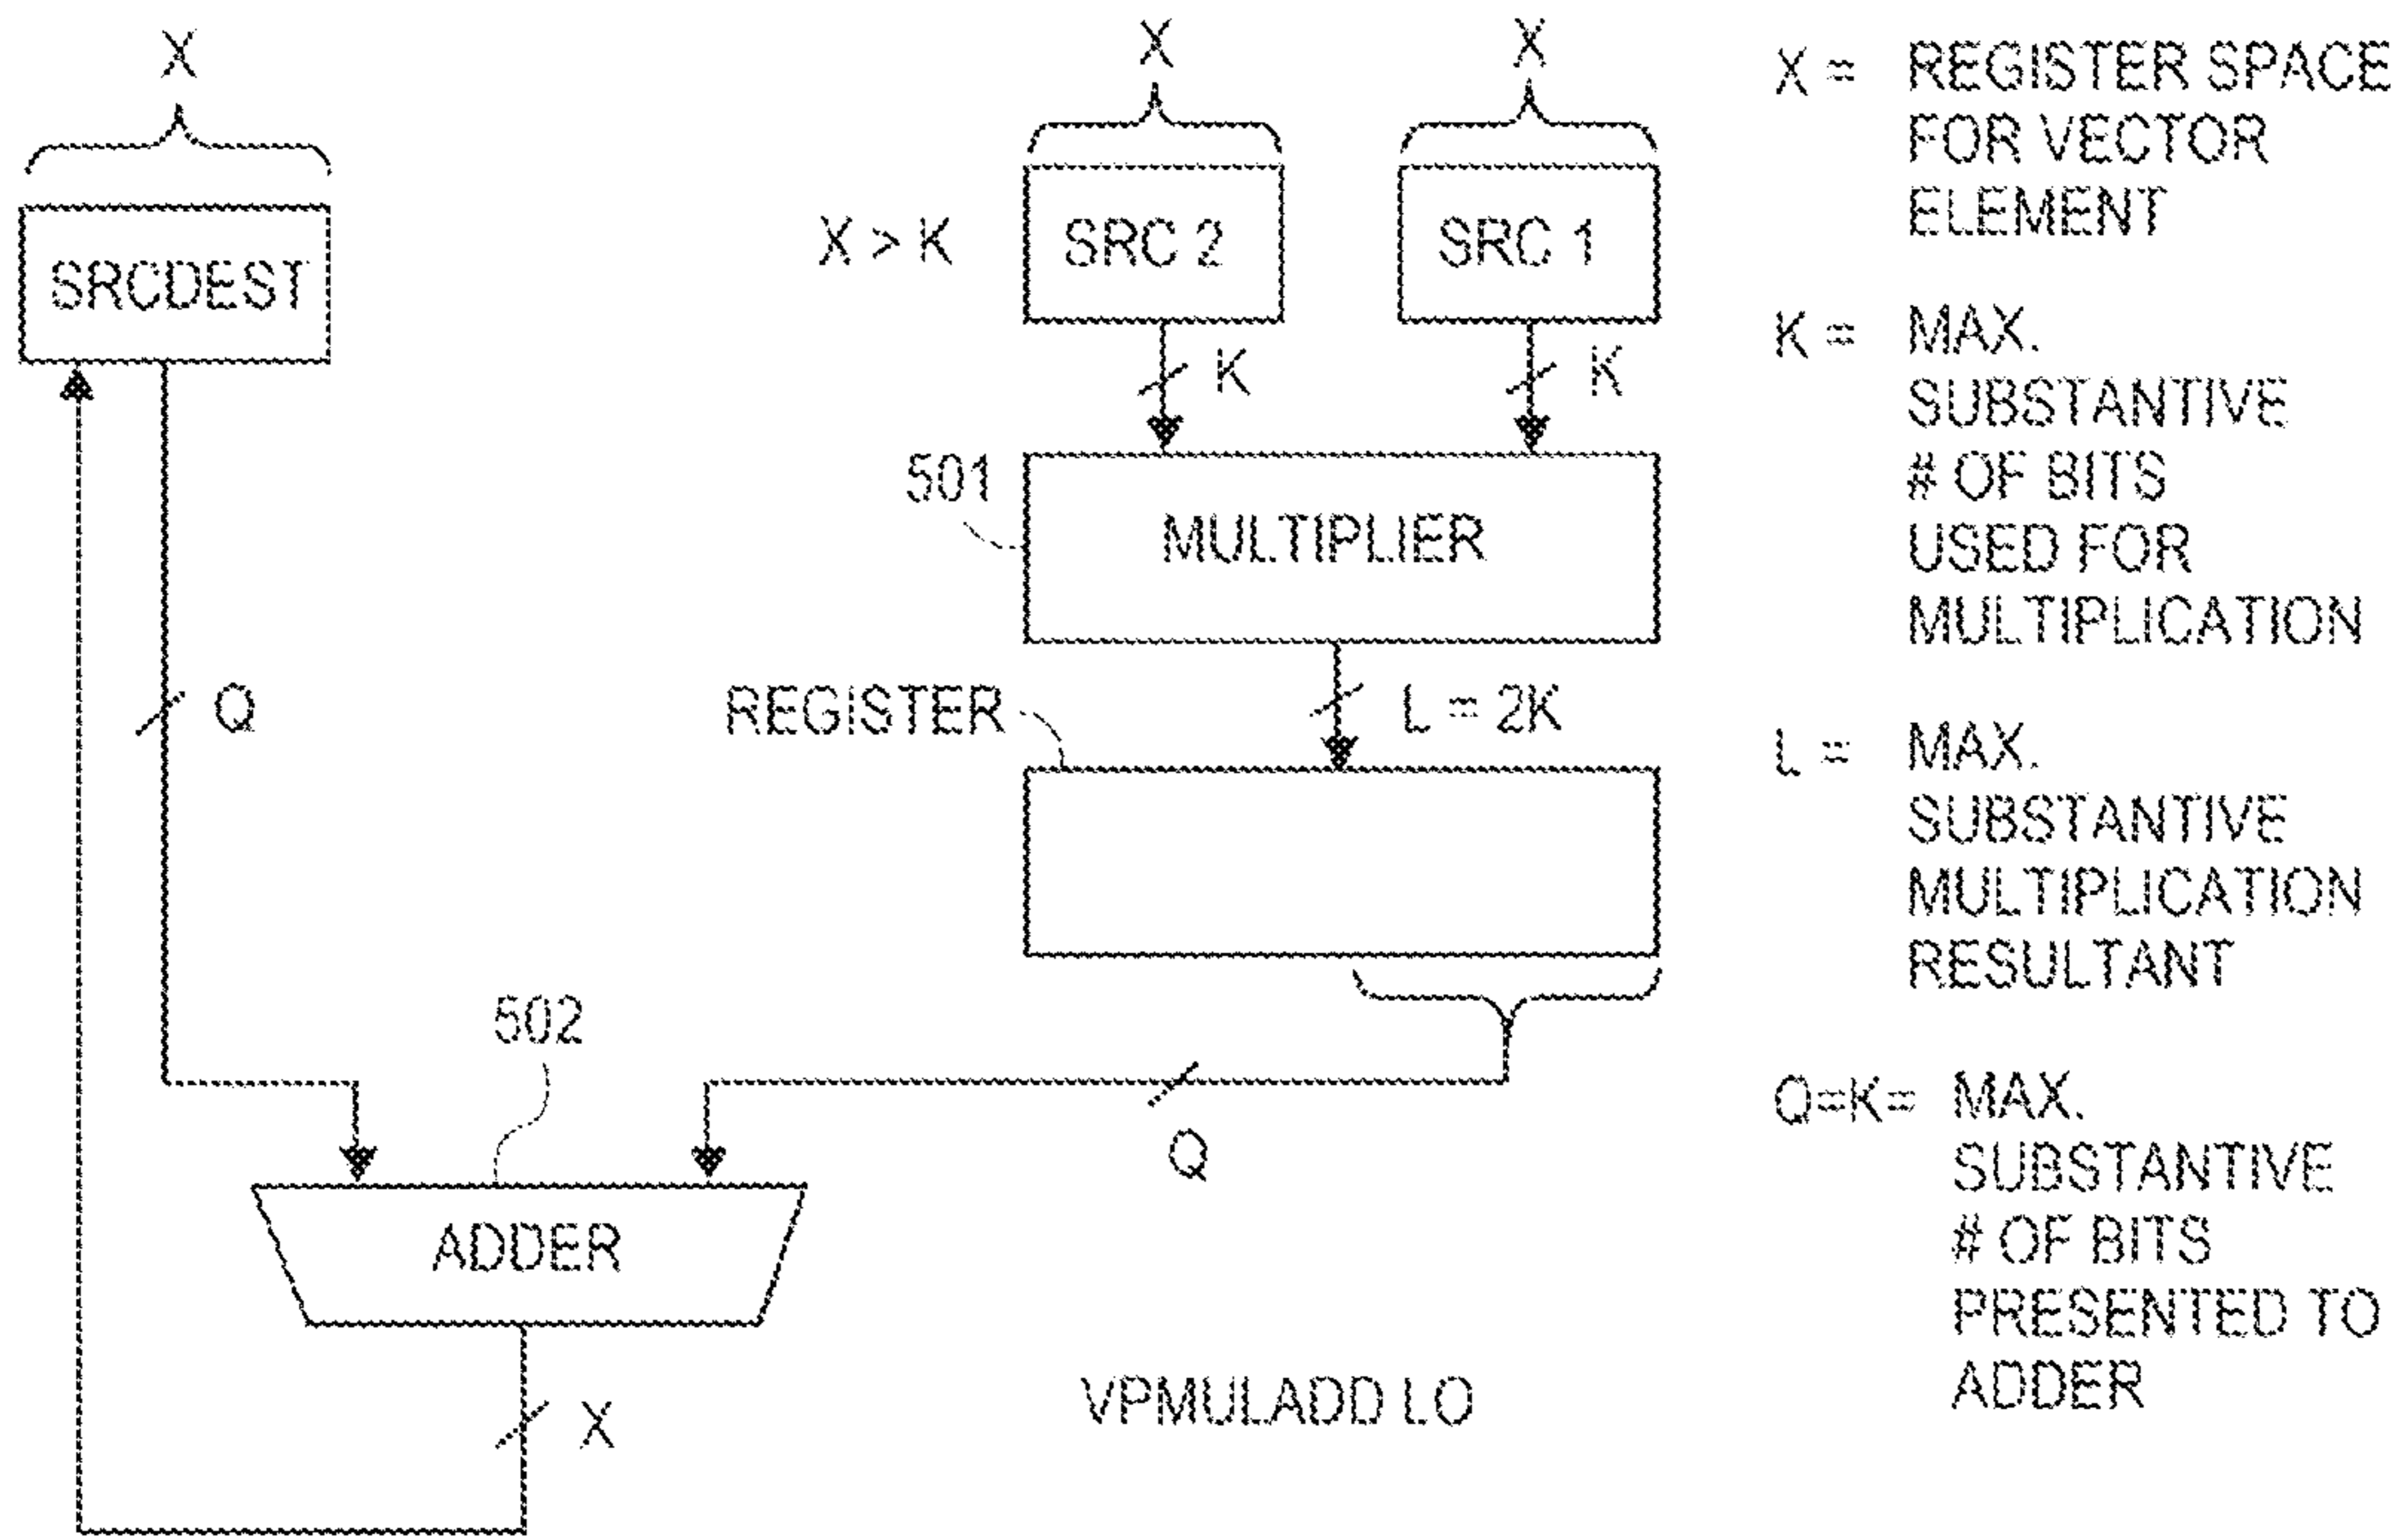 X
X
X
SRCDEST
X > K
SRC 2
SRC 1
K
K
501
MULTIPLIER
Q
REGISTER
L = 2K
502
Q
ADDER
X
VPMULADD LO
X = REGISTER SPACE
FOR VECTOR
ELEMENT
K = MAX.
SUBSTANTIVE
# OF BITS
USED FOR
MULTIPLICATION
L = MAX.
SUBSTANTIVE
MULTIPLICATION
RESULTANT
Q=K= MAX.
SUBSTANTIVE
# OF BITS
PRESENTED TO
ADDER